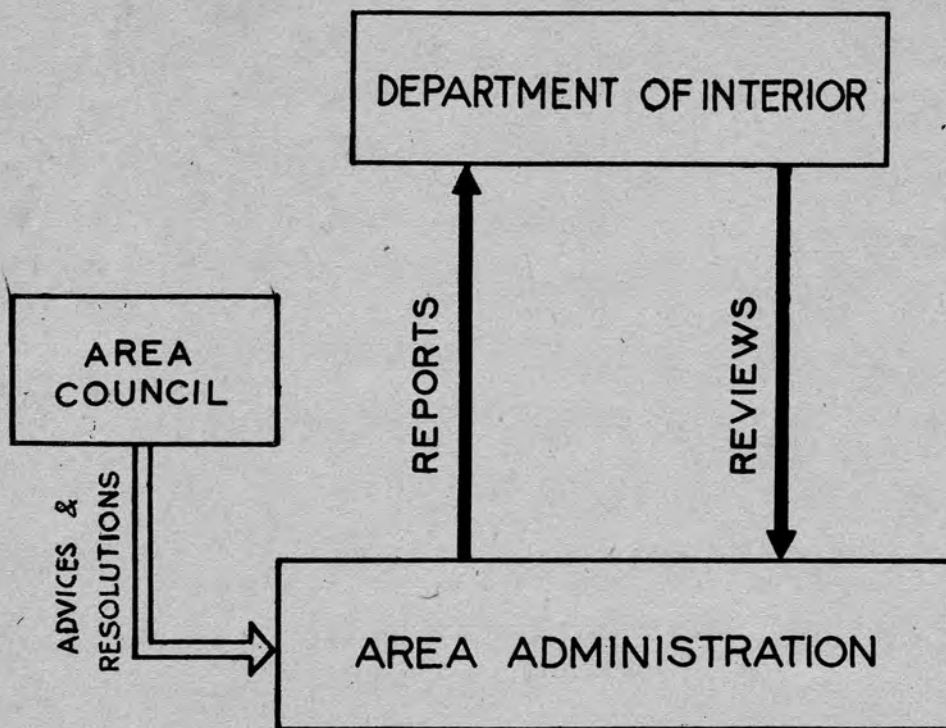 DEPARTMENT OF INTERIOR
AREA
COUNCIL
REPORTS
REVIEWS
ADVICES &
RESOLUTIONS
AREA ADMINISTRATION